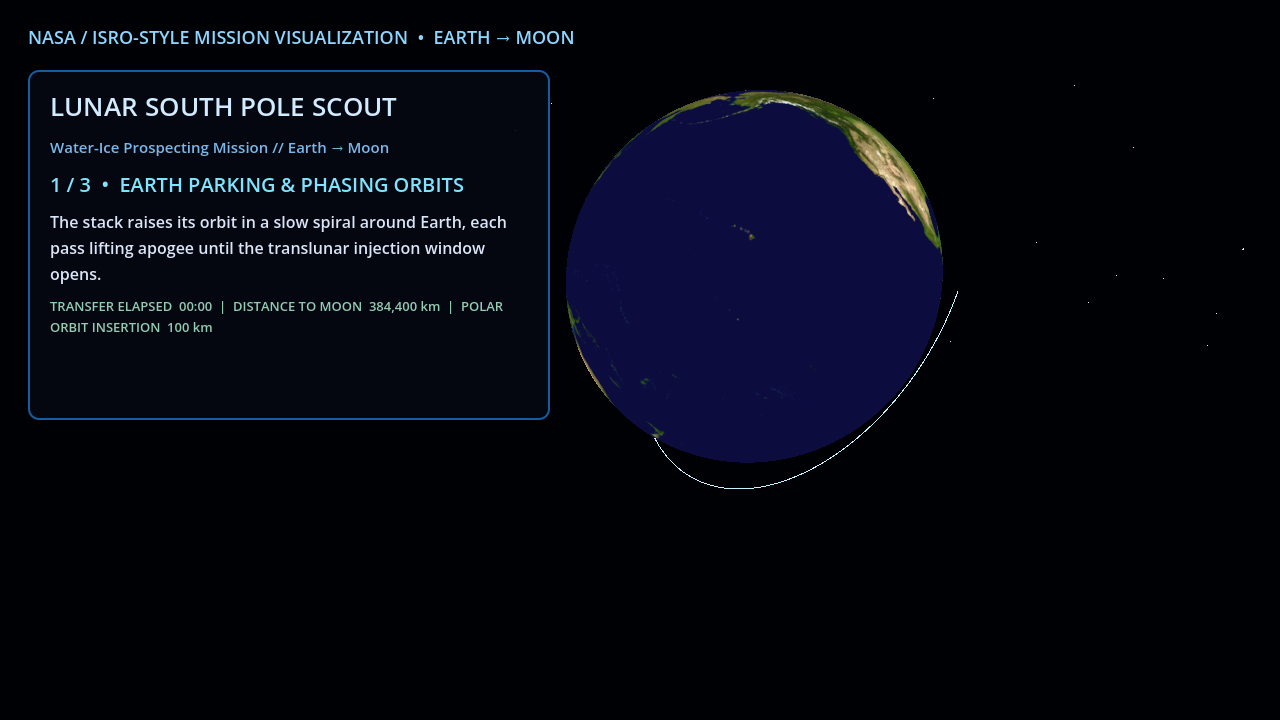 NASA / ISRO-STYLE MISSION VISUALIZATION • EARTH → MOON
LUNAR SOUTH POLE SCOUT
Water-Ice Prospecting Mission // Earth → Moon
1 / 3 • EARTH PARKING & PHASING ORBITS
The stack raises its orbit in a slow spiral around Earth, each
pass lifting apogee until the translunar injection window
opens.
TRANSFER ELAPSED 00:00 | DISTANCE TO MOON 384,400 km | POLAR
ORBIT INSERTION 100 km